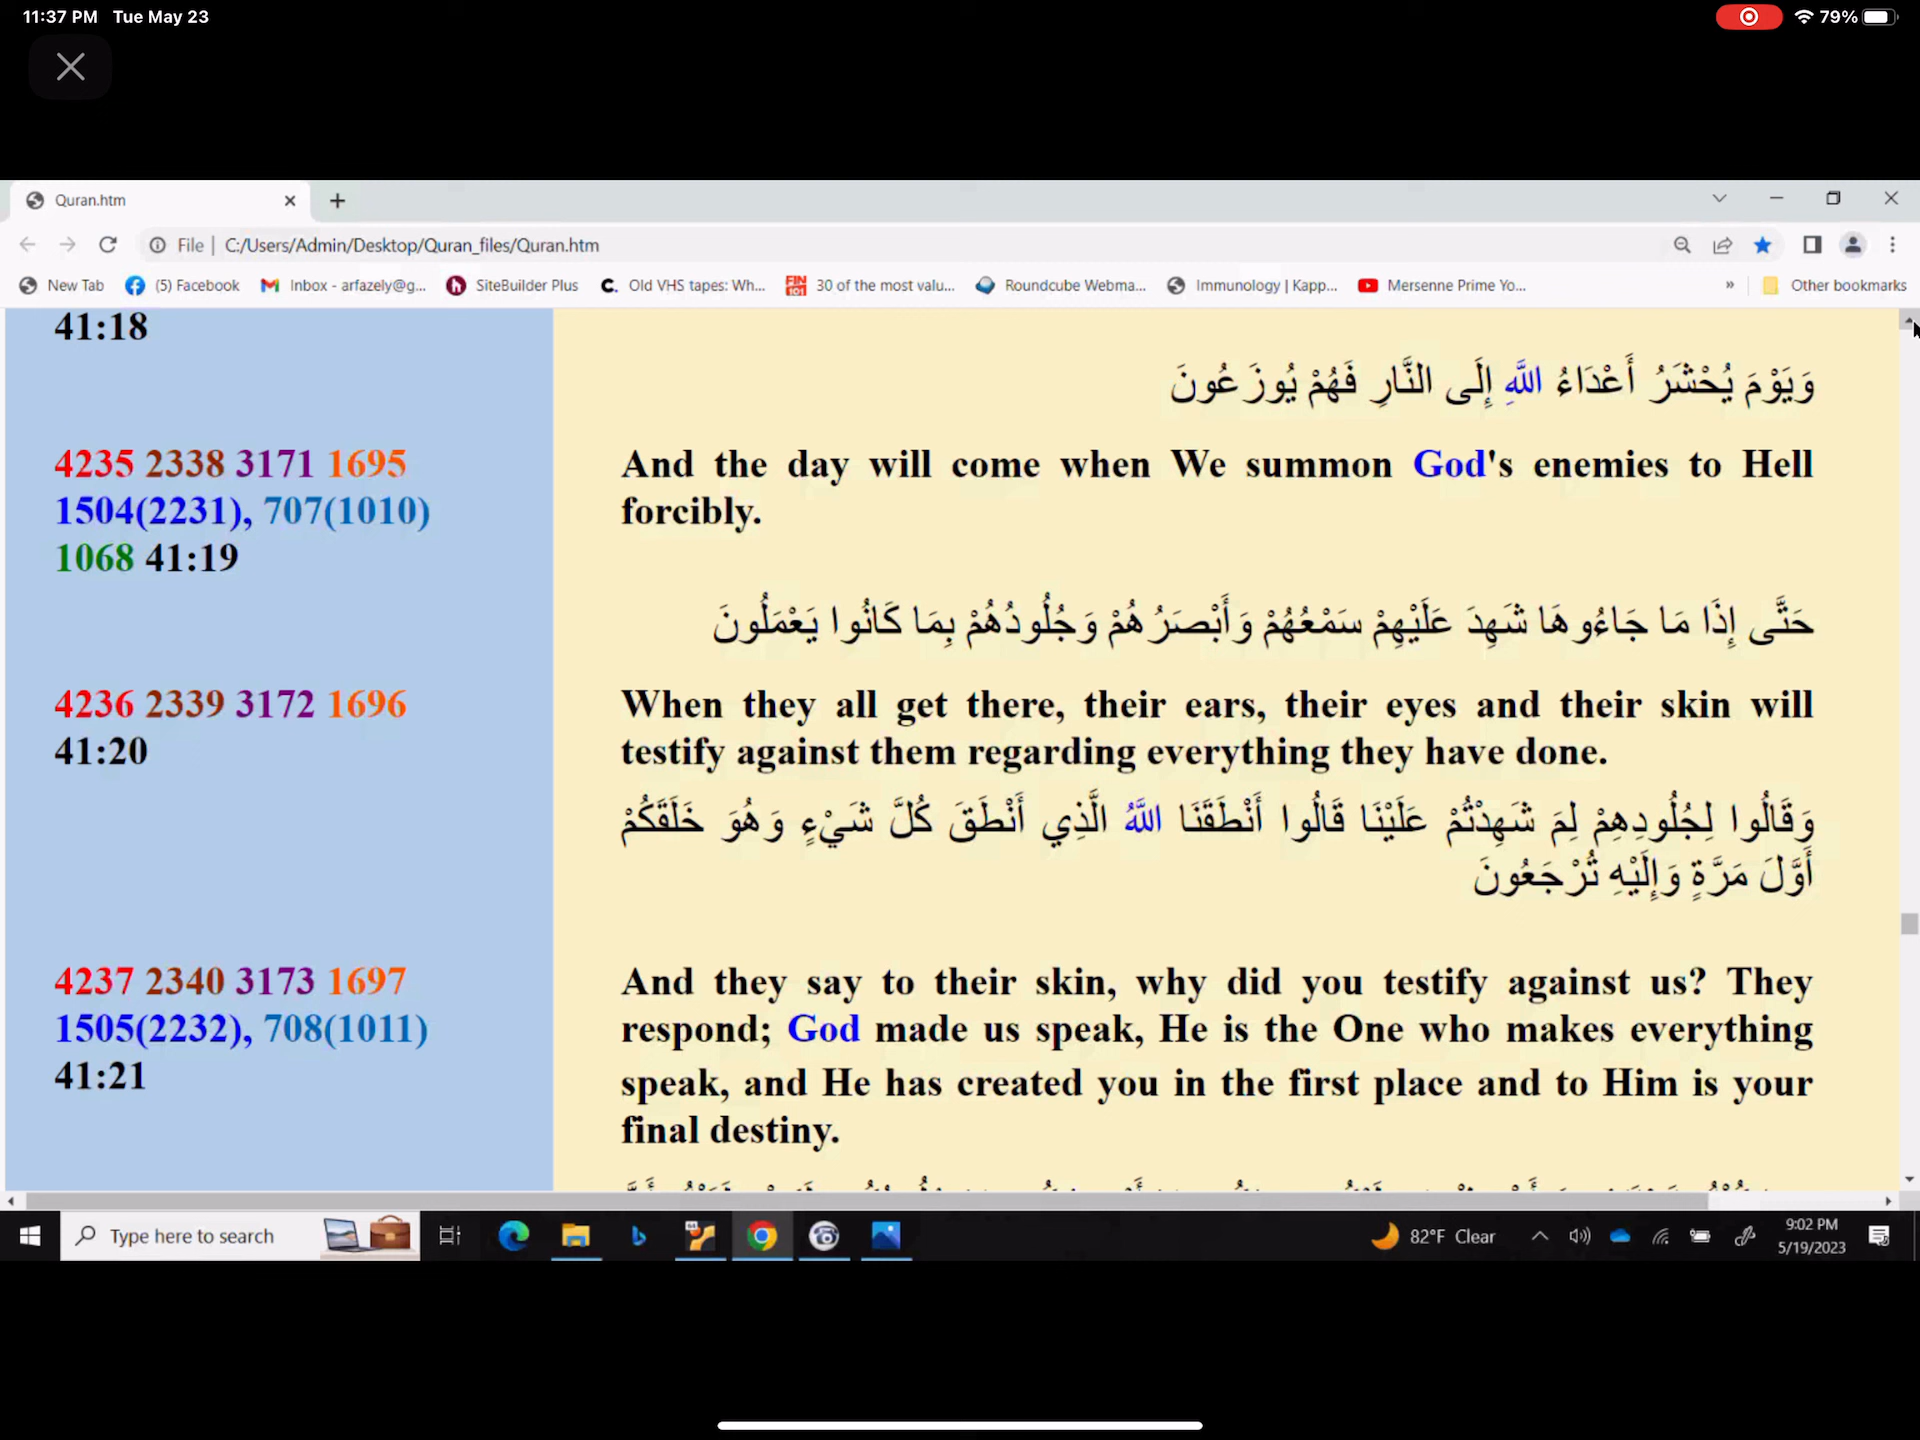 11:37 PM Tue May 23
79%
Quran.htm
File | C:/Users/Admin/Desktop/Quran_files/Quran.htm
New Tab (5) Facebook Inbox - arfazely@g... SiteBuilder Plus Old VHS tapes: Wh... FIN 101 30 of the most valu... Roundcube Webma... Immunology | Kapp... Mersenne Prime Yo... » Other bookmarks
41:18
وَيَوْمَ يُحْشَرُ أَعْدَاءُ اللَّهِ إِلَى النَّارِ فَهُمْ يُوزَعُونَ
4235 2338 3171 1695
1504(2231), 707(1010)
1068 41:19
And the day will come when We summon God's enemies to Hell
forcibly.
حَتَّى إِذَا مَا جَاءُوهَا شَهِدَ عَلَيْهِمْ سَمْعُهُمْ وَأَبْصَرُهُمْ وَجُلُودُهُمْ بِمَا كَانُوا يَعْمَلُونَ
4236 2339 3172 1696
41:20
When they all get there, their ears, their eyes and their skin will
testify against them regarding everything they have done.
وَقَالُوا لِجُلُودِهِمْ لِمَ شَهِدْتُمْ عَلَيْنَا قَالُوا أَنْطَقَنَا اللَّهُ الَّذِي أَنْطَقَ كُلَّ شَيْءٍ وَهُوَ خَلَقَكُمْ
أَوَّلَ مَرَّةٍ وَإِلَيْهِ تُرْجَعُونَ
4237 2340 3173 1697
1505(2232), 708(1011)
41:21
And they say to their skin, why did you testify against us? They
respond; God made us speak, He is the One who makes everything
speak, and He has created you in the first place and to Him is your
final destiny.
Type here to search
82°F Clear
9:02 PM
5/19/2023